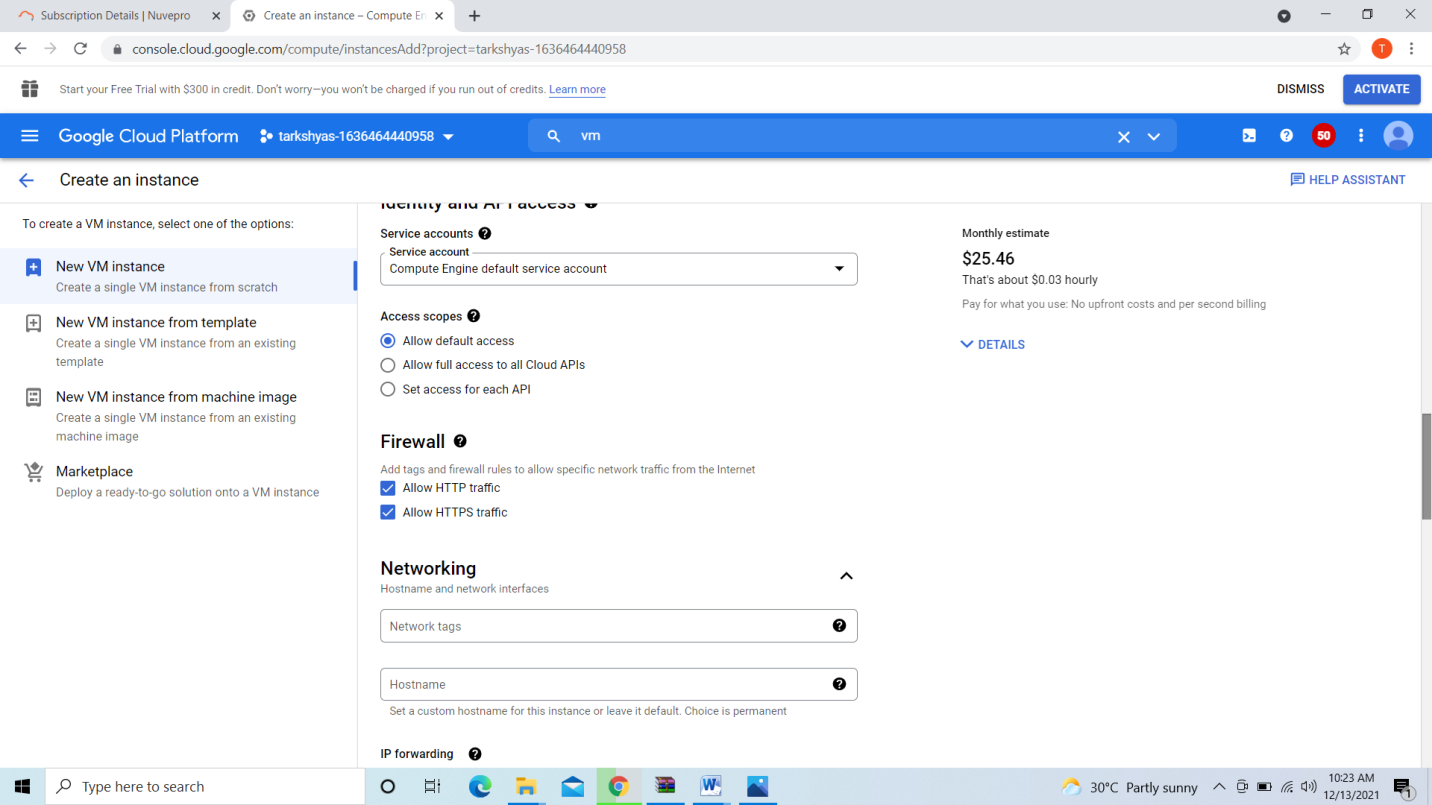 Subscription Details | Nuvepro
Create an instance – Compute En
console.cloud.google.com/compute/instancesAdd?project=tarkshyas-1636464440958
T
Start your Free Trial with $300 in credit. Don't worry—you won't be charged if you run out of credits. Learn more
DISMISS
ACTIVATE
Google Cloud Platform
tarkshyas-1636464440958
vm
50
Create an instance
HELP ASSISTANT
To create a VM instance, select one of the options:
New VM instance
Create a single VM instance from scratch
New VM instance from template
Create a single VM instance from an existing
template
New VM instance from machine image
Create a single VM instance from an existing
machine image
Marketplace
Deploy a ready-to-go solution onto a VM instance
Identity and API access
Service accounts
Service account
Compute Engine default service account
Access scopes
Allow default access
Allow full access to all Cloud APIs
Set access for each API
Firewall
Add tags and firewall rules to allow specific network traffic from the Internet
Allow HTTP traffic
Allow HTTPS traffic
Networking
Hostname and network interfaces
Network tags
Hostname
Set a custom hostname for this instance or leave it default. Choice is permanent
IP forwarding
Monthly estimate
$25.46
That's about $0.03 hourly
Pay for what you use: No upfront costs and per second billing
DETAILS
Type here to search
30°C Partly sunny
10:23 AM
12/13/2021
1